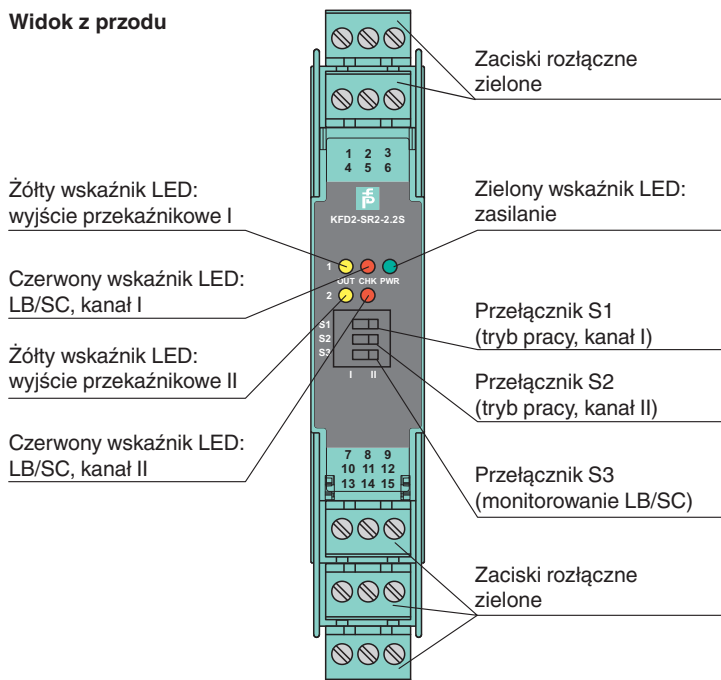 Widok z przodu
Zaciski rozłączne
zielone
1 2 3
4 5 6
KFD2-SR2-2.2S
Żółty wskaźnik LED:
wyjście przekaźnikowe I
Zielony wskaźnik LED:
zasilanie
1
OUT CHK PWR
2
Czerwony wskaźnik LED:
LB/SC, kanał I
Żółty wskaźnik LED:
wyjście przekaźnikowe II
Czerwony wskaźnik LED:
LB/SC, kanał II
S1
S2
S3
I II
Przełącznik S1
(tryb pracy, kanał I)
Przełącznik S2
(tryb pracy, kanał II)
Przełącznik S3
(monitorowanie LB/SC)
7 8 9
10 11 12
13 14 15
Zaciski rozłączne
zielone